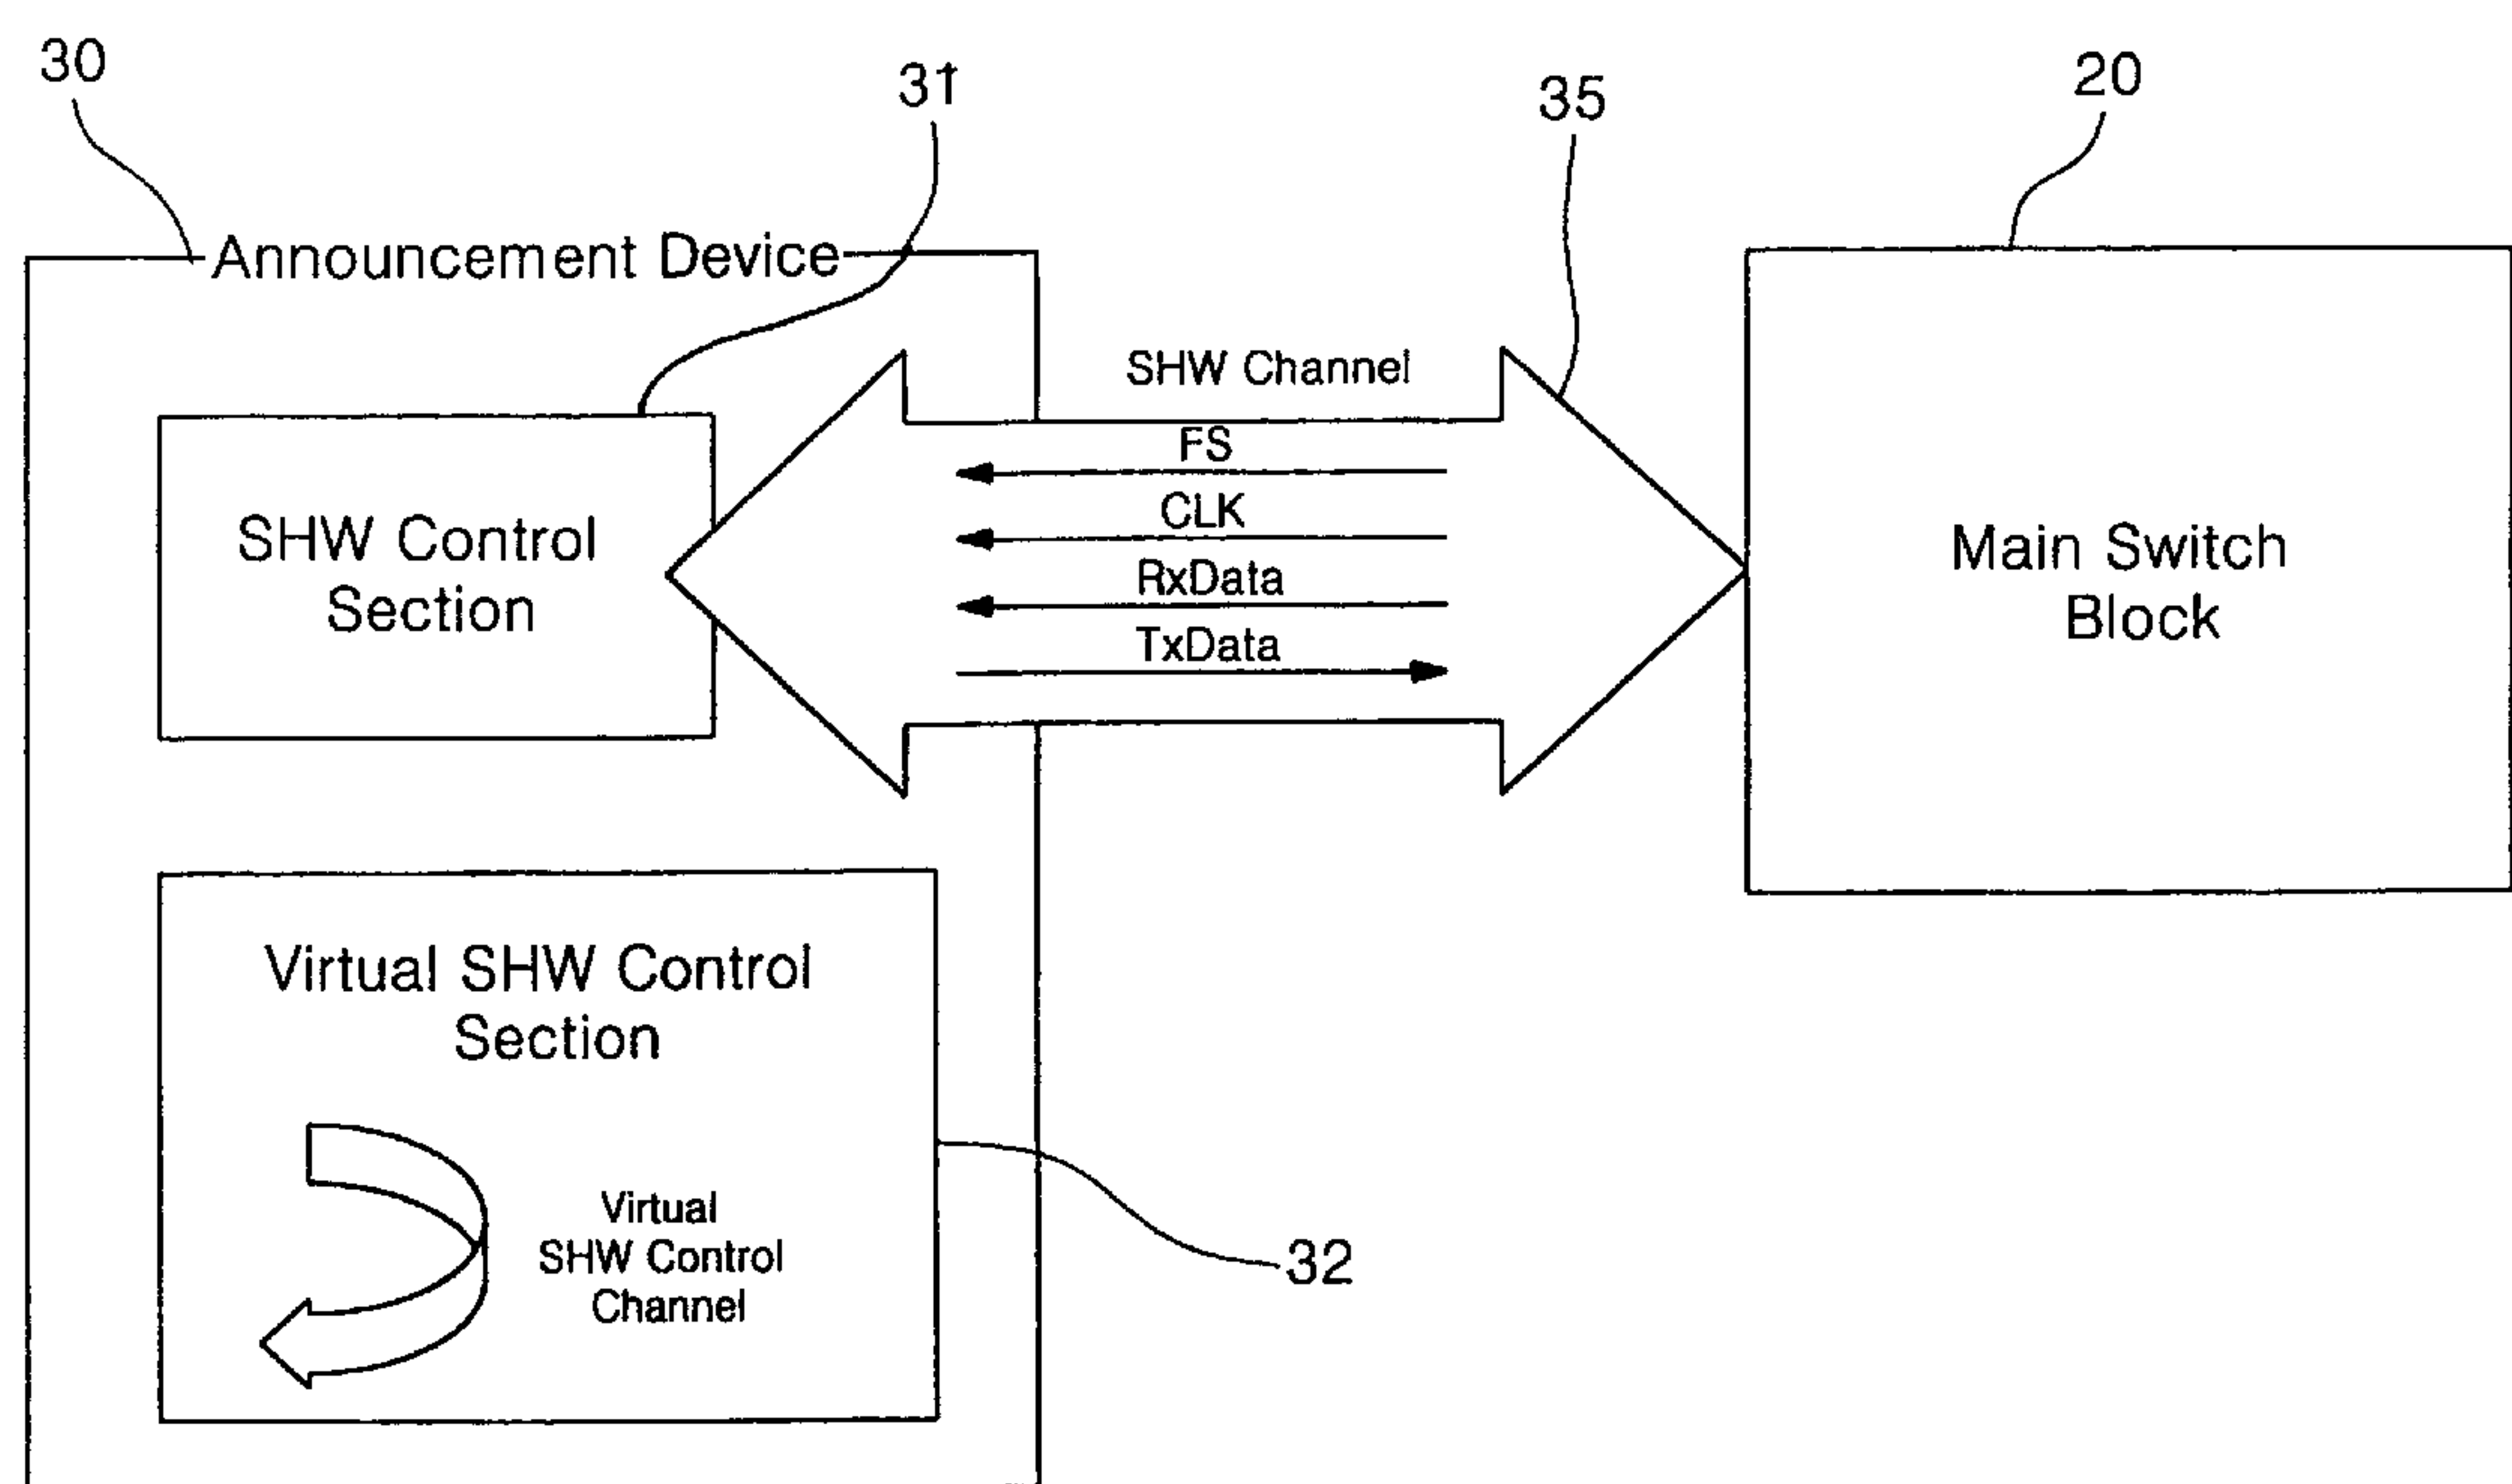 30
31
35
20
Announcement Device
SHW Channel
FS
CLK
RxData
TxData
SHW Control
Section
Main Switch
Block
Virtual SHW Control
Section
Virtual
SHW Control
Channel
32